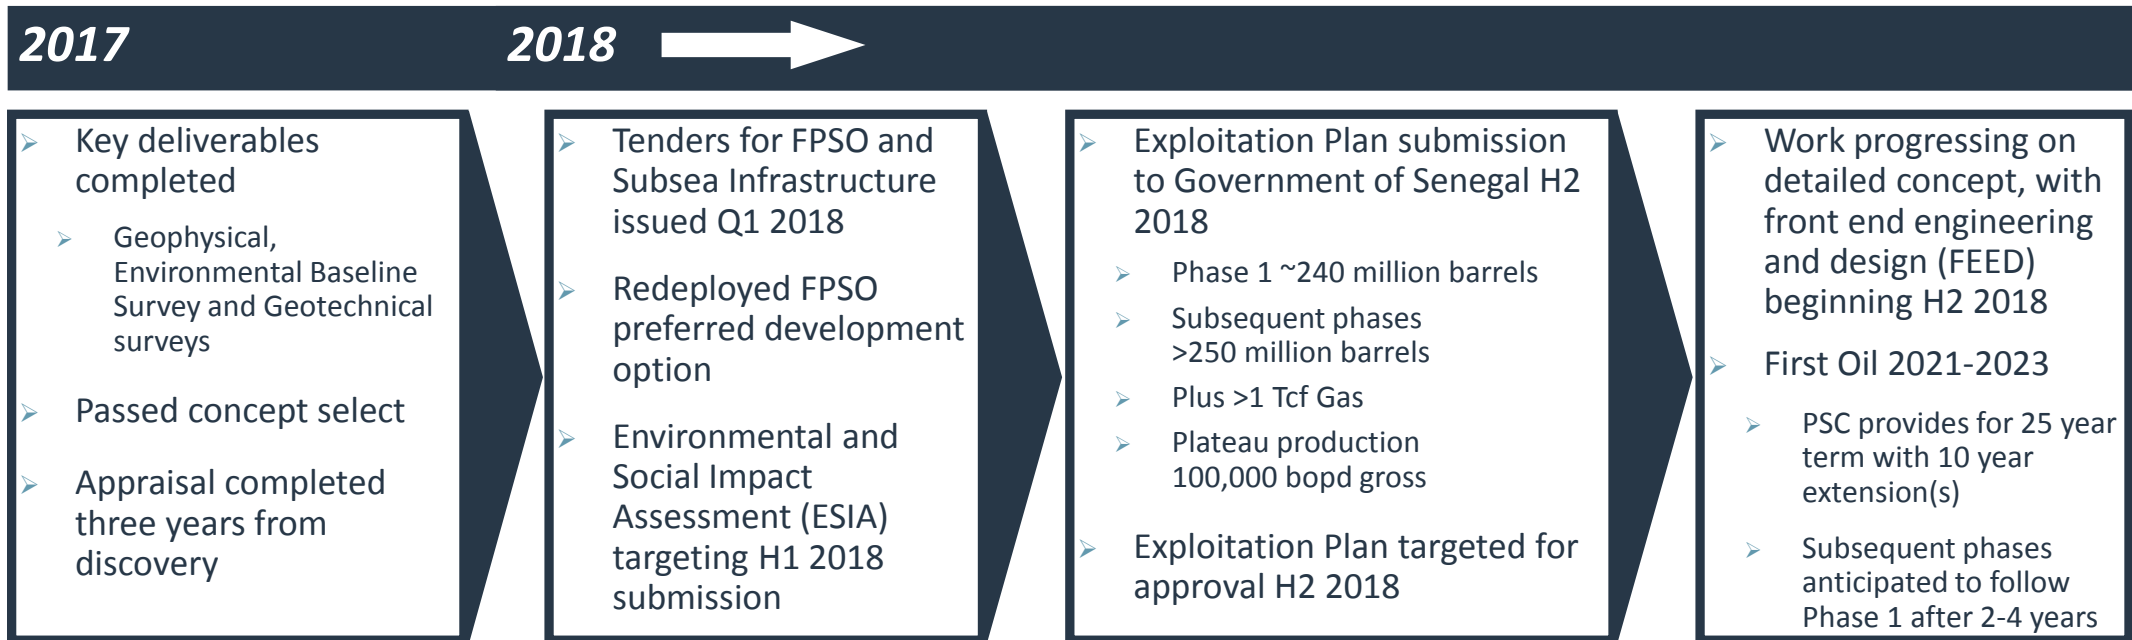 2017
2018
Key deliverables
completed
Geophysical,
Environmental Baseline
Survey and Geotechnical
surveys
Passed concept select
Appraisal completed
three years from
discovery
Tenders for FPSO and
Subsea Infrastructure
issued Q1 2018
Redeployed FPSO
preferred development
option
Environmental and
Social Impact
Assessment (ESIA)
targeting H1 2018
submission
Exploitation Plan submission
to Government of Senegal H2
2018
Phase 1 ~240 million barrels
Subsequent phases
>250 million barrels
Plus >1 Tcf Gas
Plateau production
100,000 bopd gross
Exploitation Plan targeted for
approval H2 2018
Work progressing on
detailed concept, with
front end engineering
and design (FEED)
beginning H2 2018
First Oil 2021-2023
PSC provides for 25 year
term with 10 year
extension(s)
Subsequent phases
anticipated to follow
Phase 1 after 2-4 years